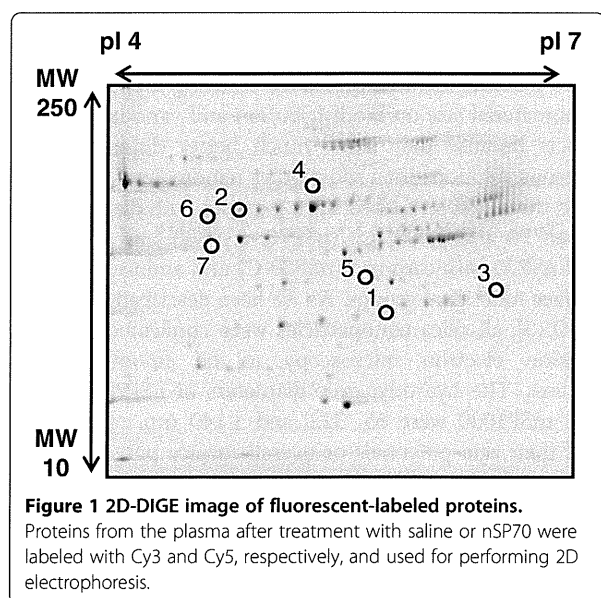 pI 4 pI 7
MW
250
4
6 2
7
5
3
1
MW
10
Figure 1 2D-DIGE image of fluorescent-labeled proteins.
Proteins from the plasma after treatment with saline or nSP70 were
labeled with Cy3 and Cy5, respectively, and used for performing 2D
electrophoresis.